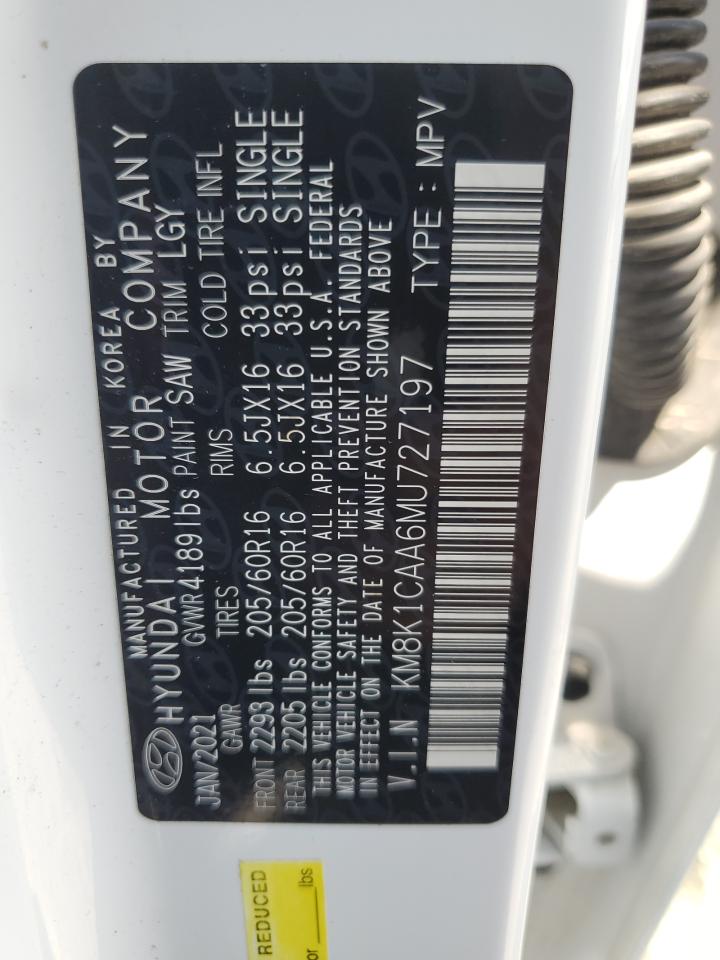 MANUFACTURED IN KOREA BY
HYUNDAI MOTOR COMPANY
JAN/2021 GVWR 4189 lbs PAINT SAW TRIM LGY
GAWR TIRES RIMS COLD TIRE INFL
FRONT 2293 lbs 205/60R16 6.5JX16 33psi SINGLE
REAR 2205 lbs 205/60R16 6.5JX16 33psi SINGLE
THIS VEHICLE CONFORMS TO ALL APPLICABLE U.S.A. FEDERAL
MOTOR VEHICLE SAFETY AND THEFT PREVENTION STANDARDS
IN EFFECT ON THE DATE OF MANUFACTURE SHOWN ABOVE
V.I.N KM8K1CAA6MU727197 TYPE : MPV
REDUCED
lbs